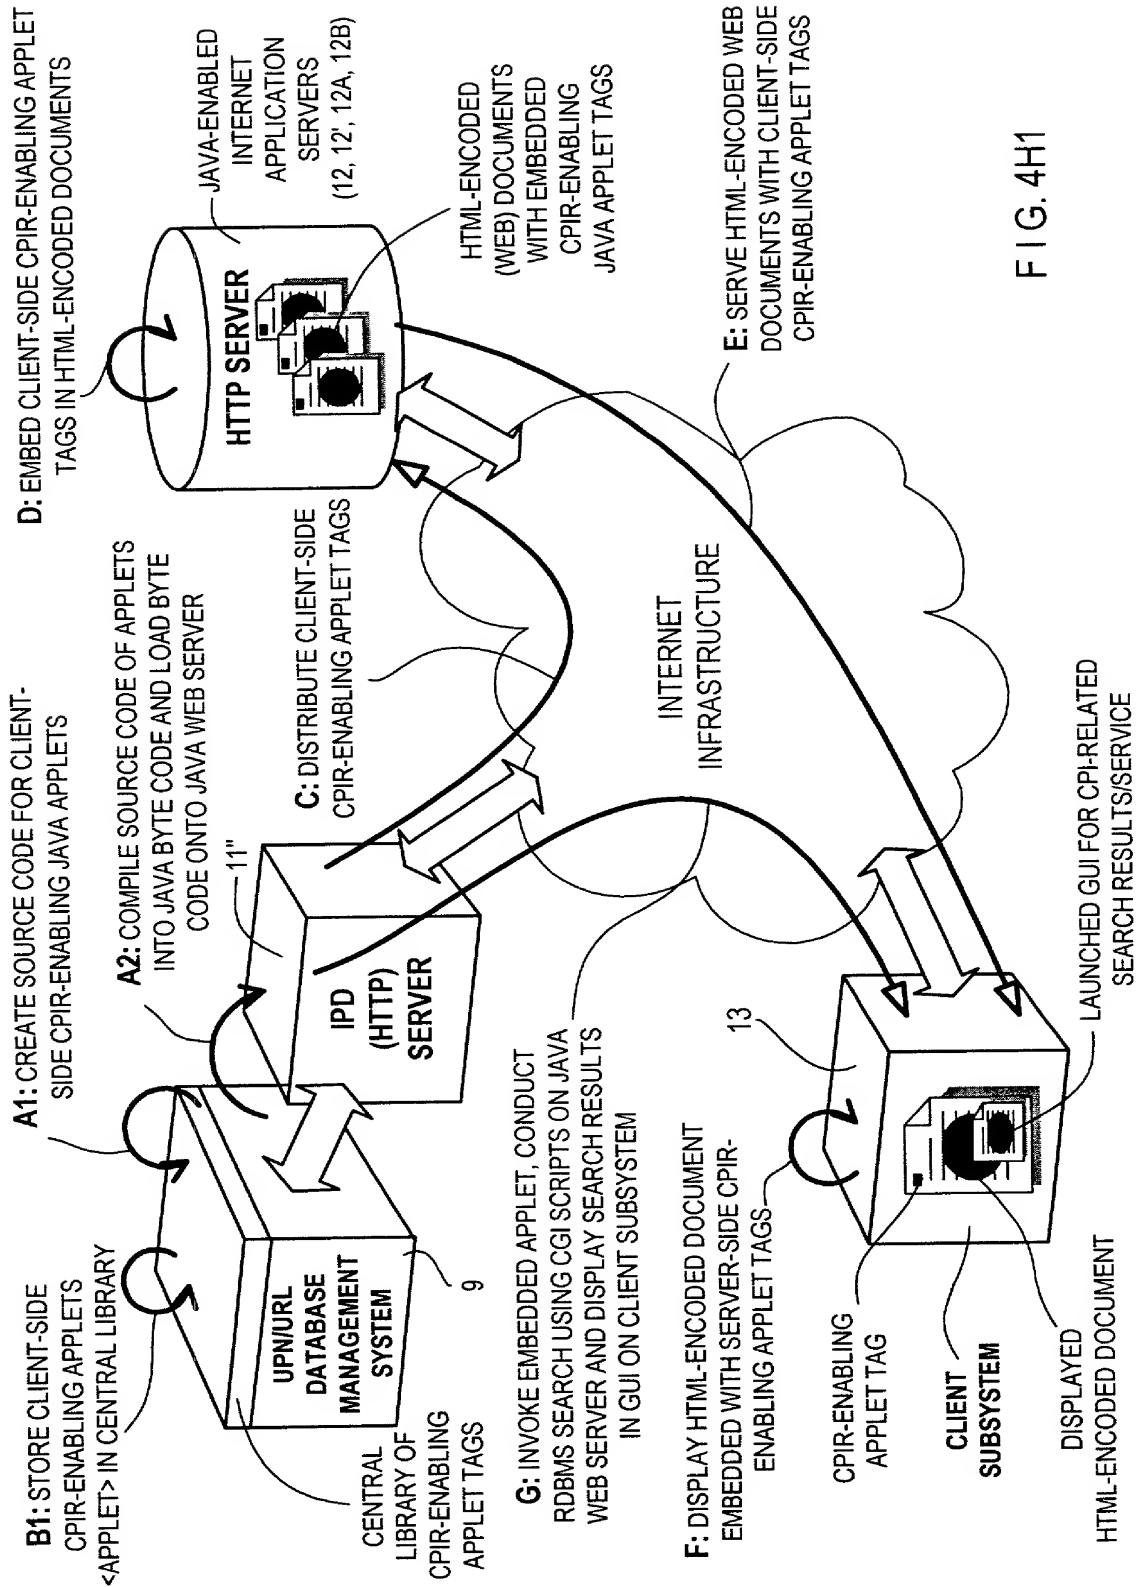 B1: STORE CLIENT-SIDE
CPIR-ENABLING APPLETS
<APPLET> IN CENTRAL LIBRARY
A1: CREATE SOURCE CODE FOR CLIENT-
SIDE CPIR-ENABLING JAVA APPLETS
A2: COMPILE SOURCE CODE OF APPLETS
INTO JAVA BYTE CODE AND LOAD BYTE
CODE ONTO JAVA WEB SERVER
D: EMBED CLIENT-SIDE CPIR-ENABLING APPLET
TAGS IN HTML-ENCODED DOCUMENTS
JAVA-ENABLED
INTERNET
APPLICATION
SERVERS
(12, 12', 12A, 12B)
HTTP SERVER
HTML-ENCODED
(WEB) DOCUMENTS
WITH EMBEDDED
CPIR-ENABLING
JAVA APPLET TAGS
C: DISTRIBUTE CLIENT-SIDE
CPIR-ENABLING APPLET TAGS
11"
IPD
(HTTP)
SERVER
UPN/URL
DATABASE
MANAGEMENT
SYSTEM
9
CENTRAL
LIBRARY OF
CPIR-ENABLING
APPLET TAGS
G: INVOKE EMBEDDED APPLET, CONDUCT
RDBMS SEARCH USING CGI SCRIPTS ON JAVA
WEB SERVER AND DISPLAY SEARCH RESULTS
IN GUI ON CLIENT SUBSYSTEM
INTERNET
INFRASTRUCTURE
E: SERVE HTML-ENCODED WEB
DOCUMENTS WITH CLIENT-SIDE
CPIR-ENABLING APPLET TAGS
F: DISPLAY HTML-ENCODED DOCUMENT
EMBEDDED WITH SERVER-SIDE CPIR-
ENABLING APPLET TAGS
13
CPIR-ENABLING
APPLET TAG
CLIENT
SUBSYSTEM
DISPLAYED
HTML-ENCODED DOCUMENT
LAUNCHED GUI FOR CPI-RELATED
SEARCH RESULTS/SERVICE
FIG. 4H1